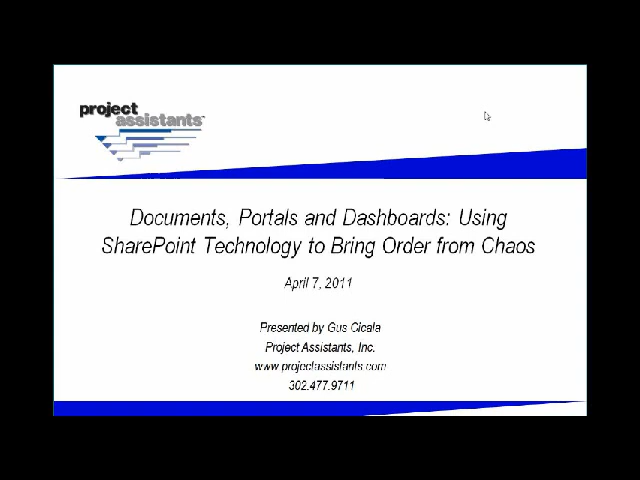 project
assistants™
Documents, Portals and Dashboards: Using
SharePoint Technology to Bring Order from Chaos
April 7, 2011
Presented by Gus Cicala
Project Assistants, Inc.
www.projectassistants.com
302.477.9711